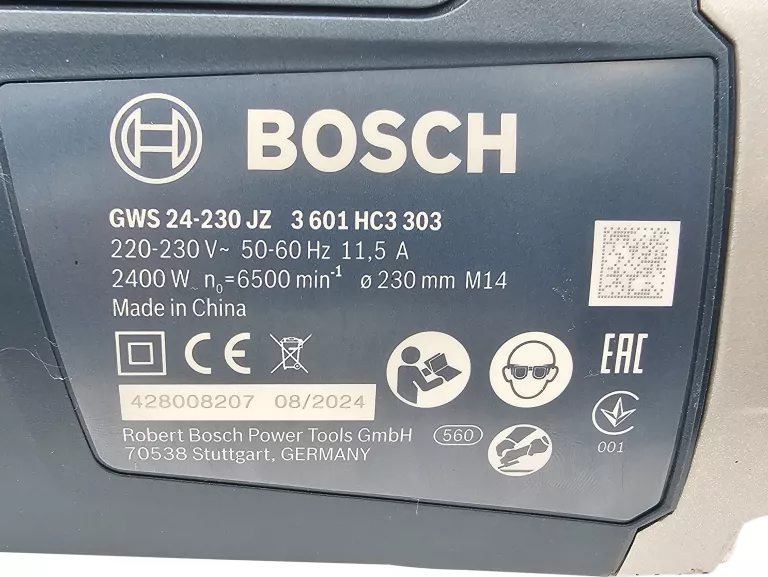 BOSCH
GWS 24-230 JZ 3 601 HC3 303
220-230 V~ 50-60 Hz 11,5 A
2400 W n₀=6500 min⁻¹ ø 230 mm M14
Made in China
CE
EAC
428008207 08/2024
Robert Bosch Power Tools GmbH 560
70538 Stuttgart, GERMANY
001